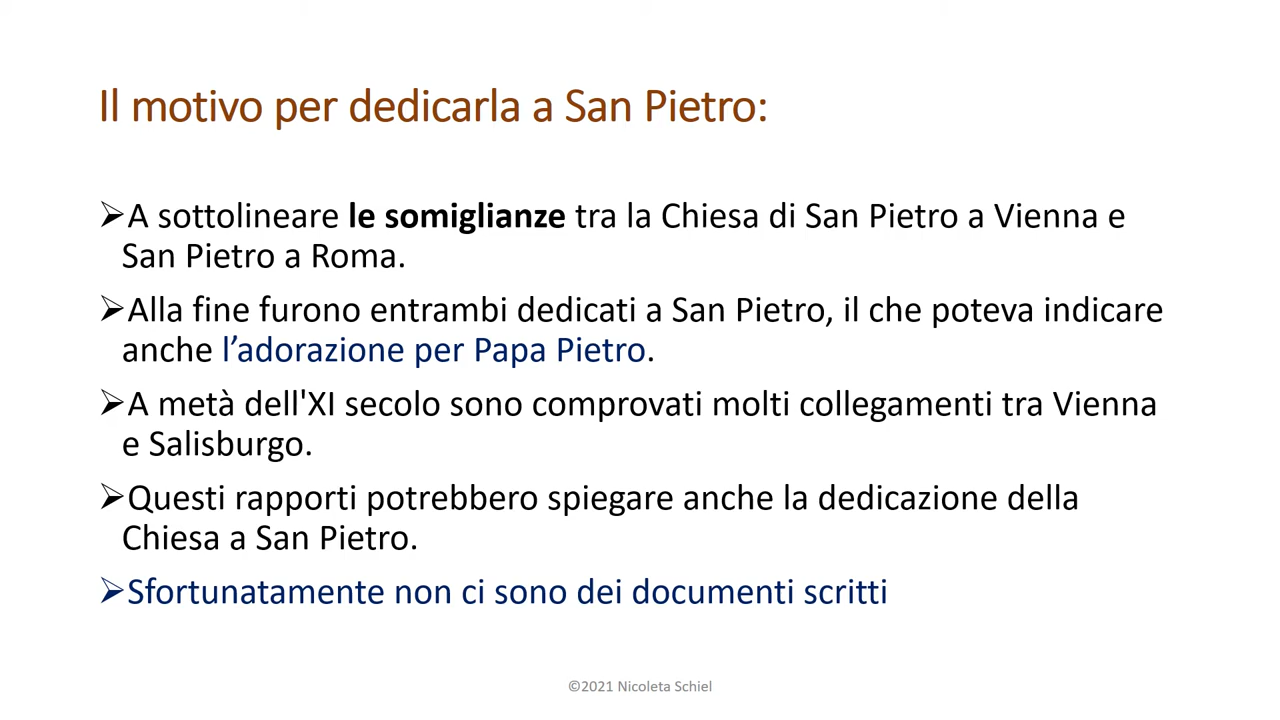 Il motivo per dedicarla a San Pietro:
➢A sottolineare le somiglianze tra la Chiesa di San Pietro a Vienna e
San Pietro a Roma.
➢Alla fine furono entrambi dedicati a San Pietro, il che poteva indicare
anche l’adorazione per Papa Pietro.
➢A metà dell'XI secolo sono comprovati molti collegamenti tra Vienna
e Salisburgo.
➢Questi rapporti potrebbero spiegare anche la dedicazione della
Chiesa a San Pietro.
➢Sfortunatamente non ci sono dei documenti scritti
©2021 Nicoleta Schiel